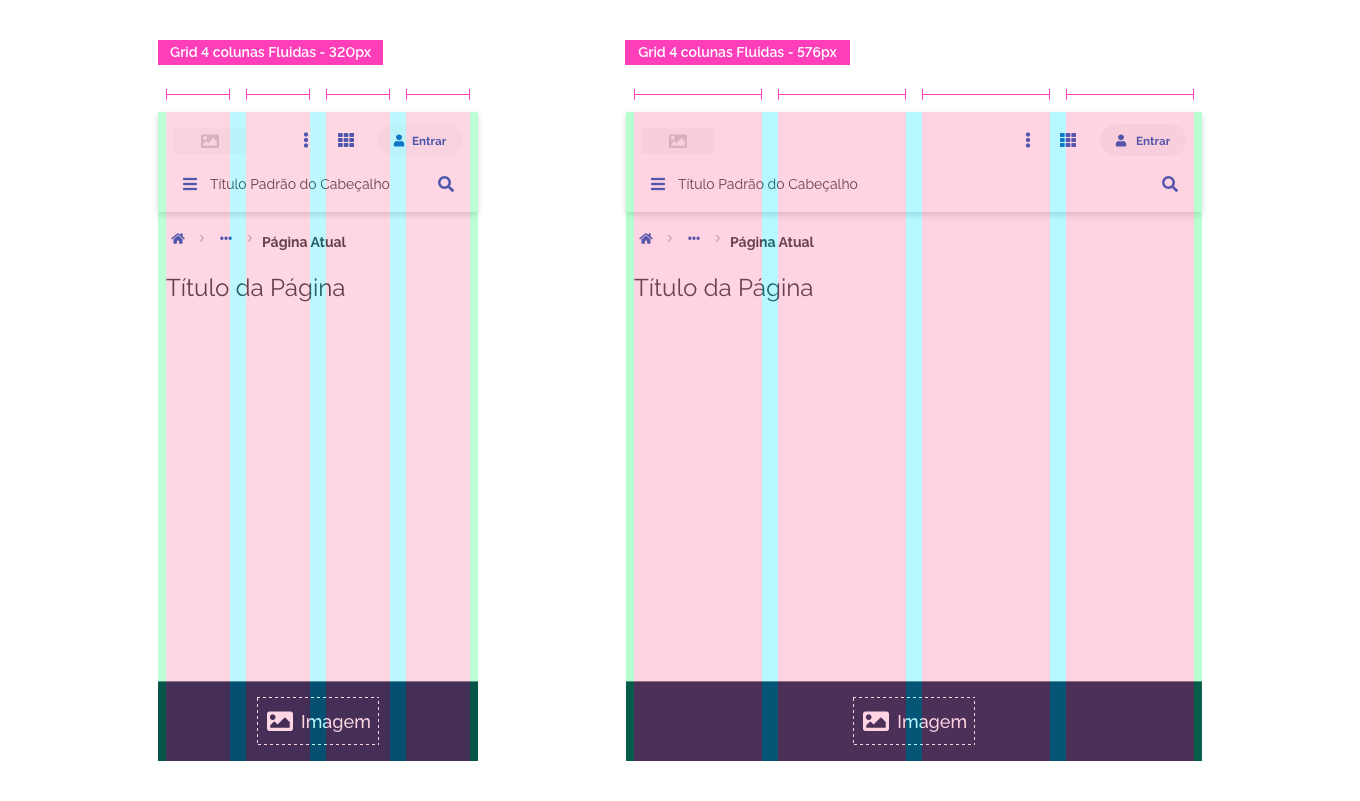 Grid 4 colunas Fluidas - 320px
Entrar
Título Padrão do Cabeçalho
Página Atual
Título da Página
Imagem
Grid 4 colunas Fluidas - 576px
Entrar
Título Padrão do Cabeçalho
Página Atual
Título da Página
Imagem